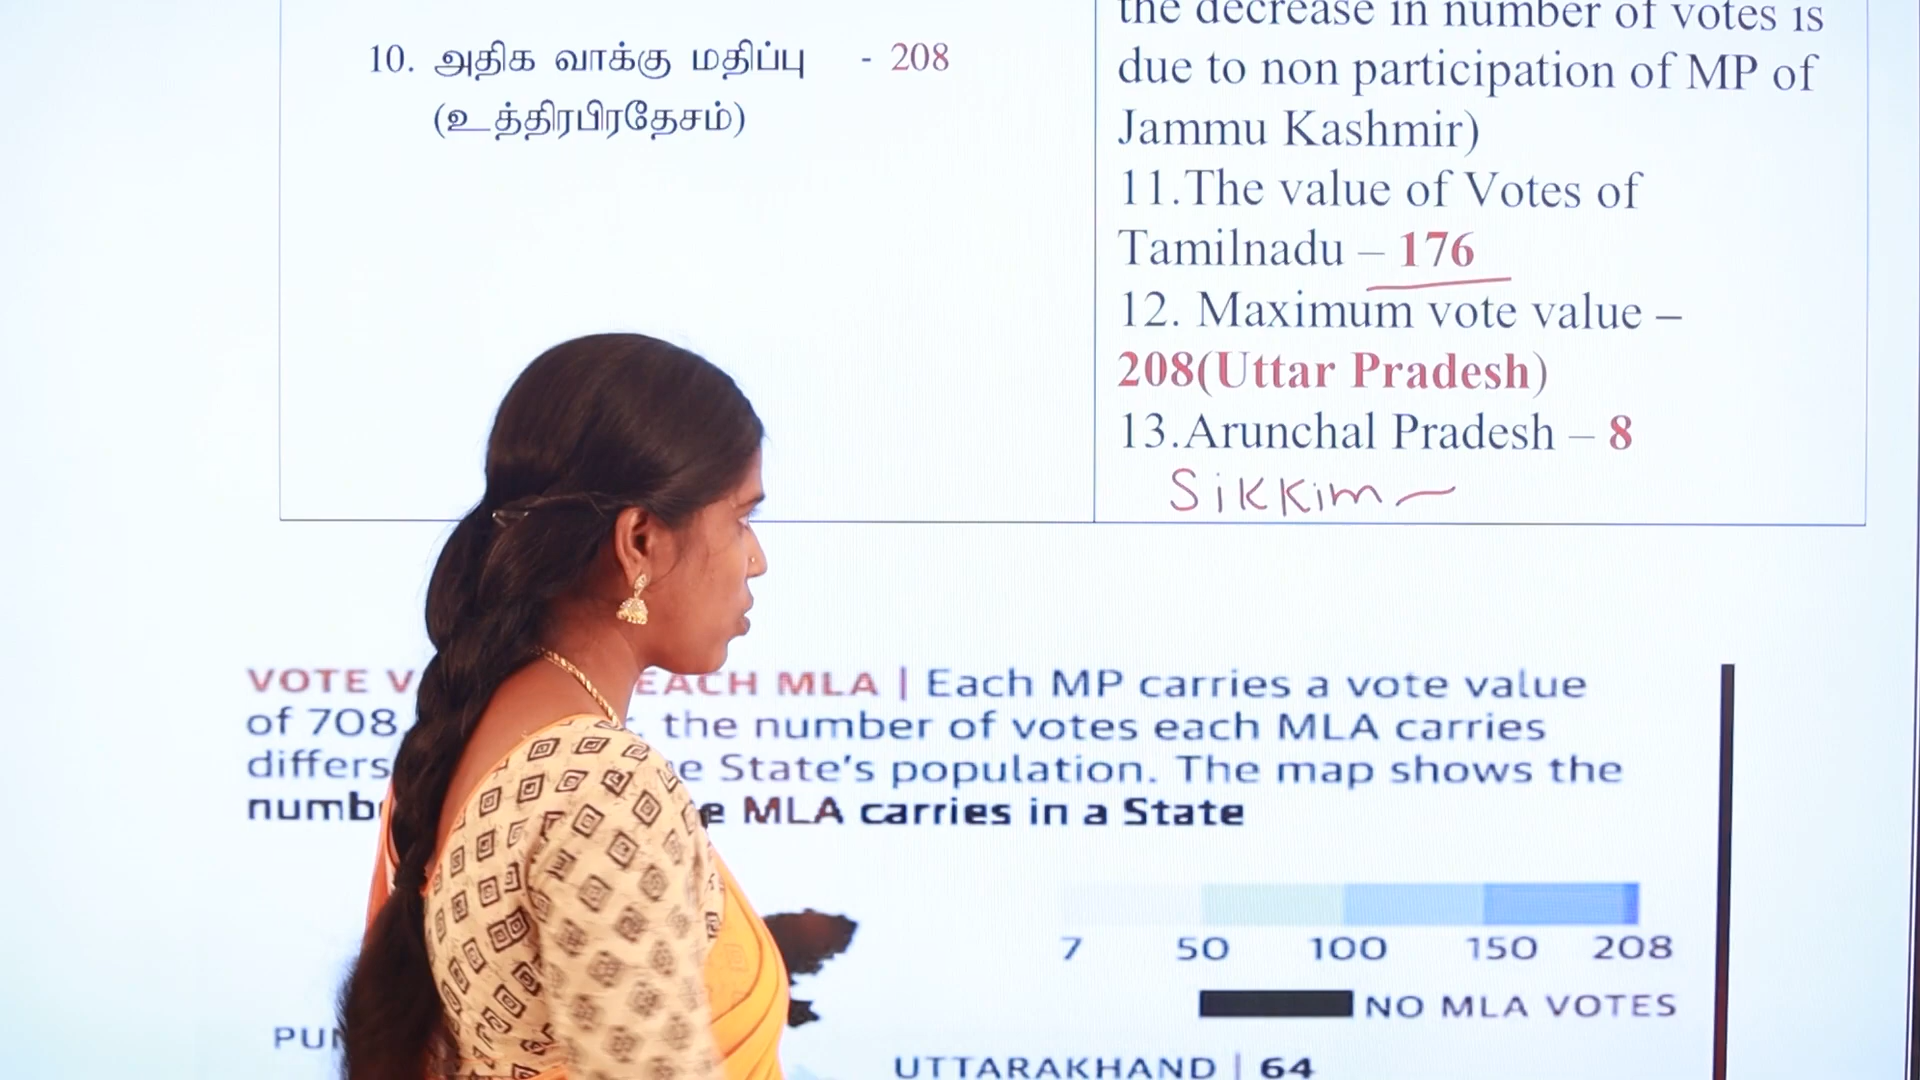 10. அதிக வாக்கு மதிப்பு - 208
(உத்திரபிரதேசம்)
the decrease in number of votes is
due to non participation of MP of
Jammu Kashmir)
11.The value of Votes of
Tamilnadu – 176
12. Maximum vote value –
208(Uttar Pradesh)
13.Arunchal Pradesh – 8
Sikkim –
VOTE EACH MLA | Each MP carries a vote value
of 708 the number of votes each MLA carries
differs State's population. The map shows the
MLA carries in a State
7 50 100 150 208
NO MLA VOTES
UTTARAKHAND | 64